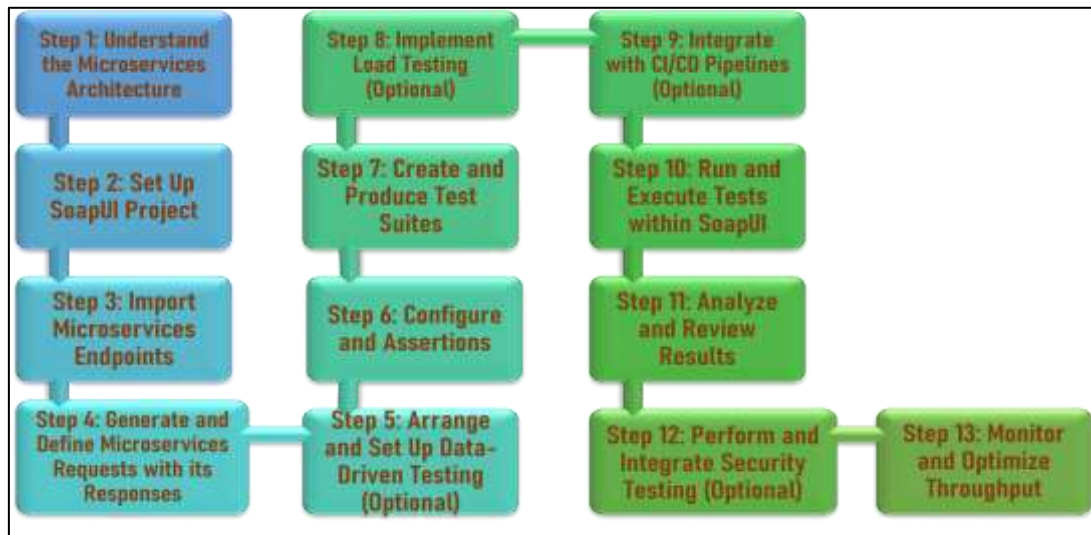 Step 1: Understand
the Microservices
Architecture
Step 2: Set Up
SoapUI Project
Step 3: Import
Microservices
Endpoints
Step 4: Generate and
Define Microservices
Requests with its
Responses
Step 5: Arrange
and Set Up Data-
Driven Testing
(Optional)
Step 6: Configure
and Assertions
Step 7: Create and
Produce Test
Suites
Step 8: Implement
Load Testing
(Optional)
Step 9: Integrate
with CI/CD Pipelines
(Optional)
Step 10: Run and
Execute Tests
within SoapUI
Step 11: Analyze
and Review
Results
Step 12: Perform and
Integrate Security
Testing (Optional)
Step 13: Monitor
and Optimize
Throughput